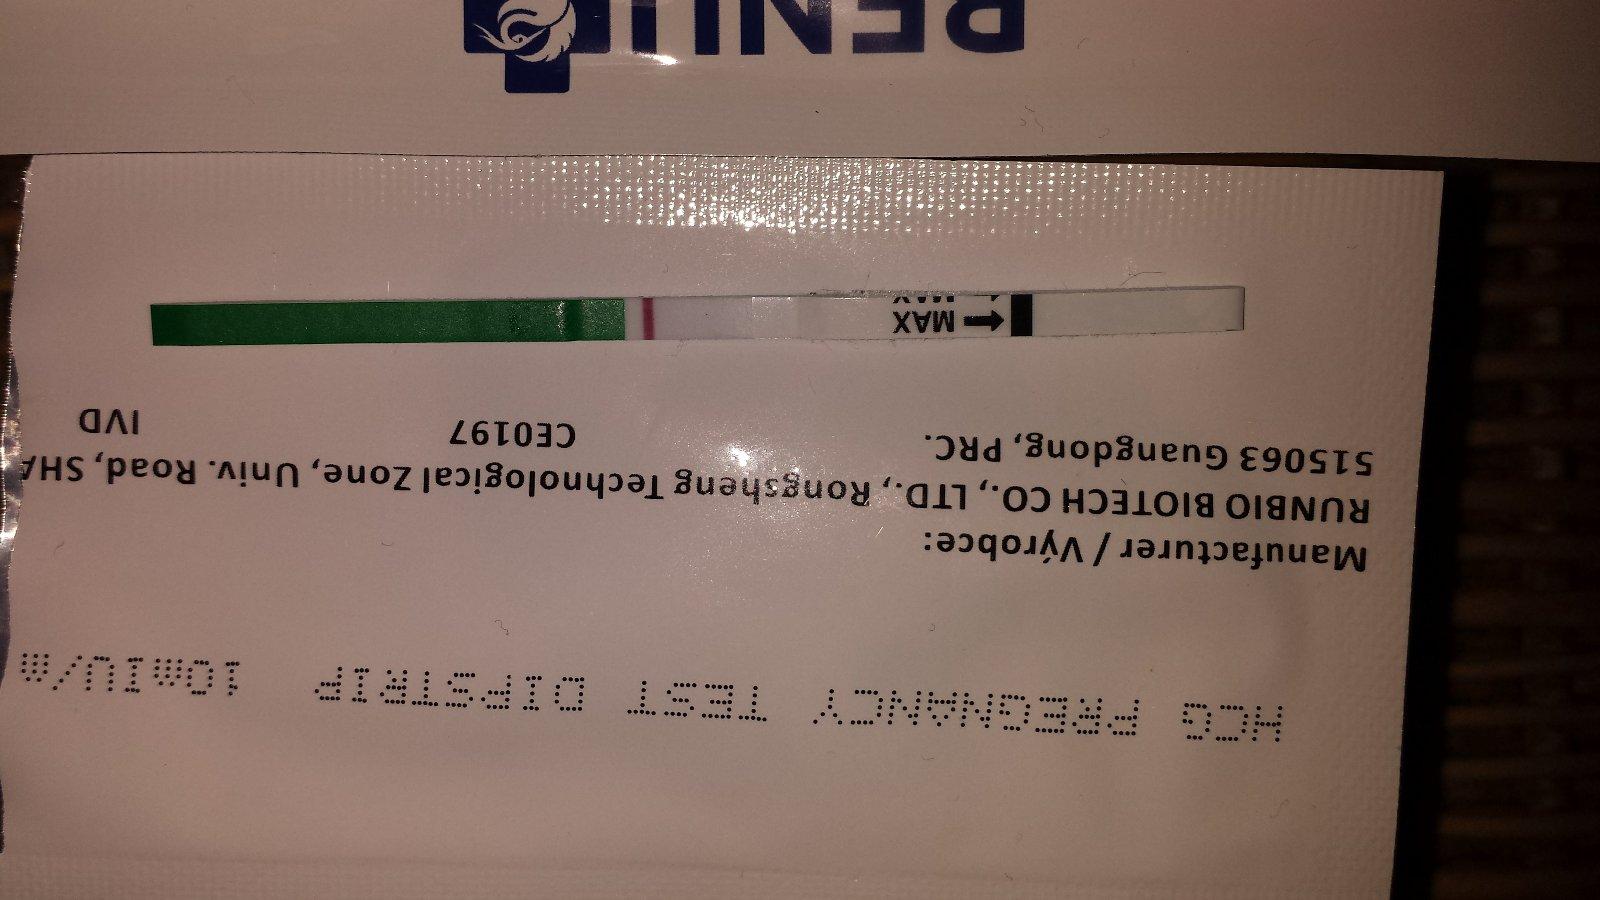 HCG PREGNANCY TEST DIPSTRIP 10mIU/m
Manufacturer / Výrobce:
RUNBIO BIOTECH CO., LTD., Rongsheng Technological Zone, Univ. Road, SHA
515063 Guangdong, PRC.
CE0197
IVD
MAX
MAX